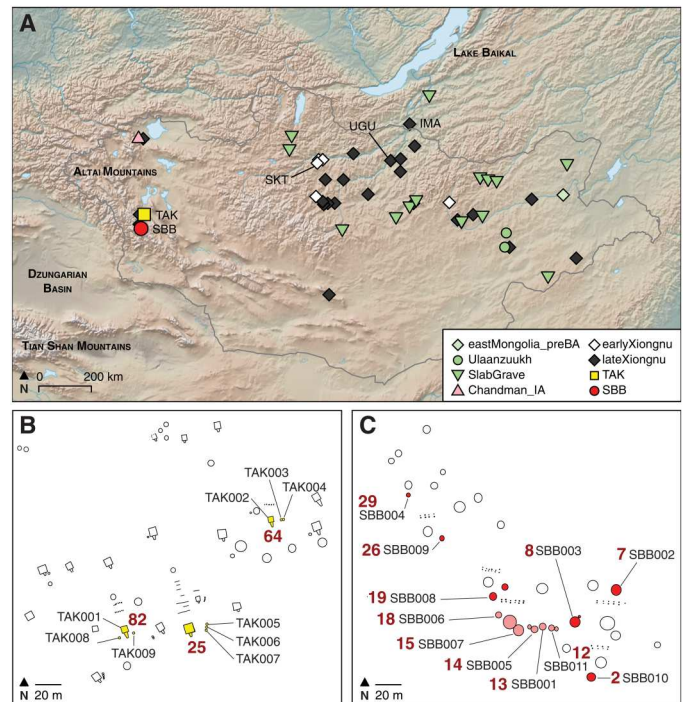 A
LAKE BAIKAL
UGU
IMA
SKT
ALTAI MOUNTAINS
TAK
SBB
DZUNGARIAN
BASIN
TIAN SHAN MOUNTAINS
N
0 200 km
eastMongolia_preBA
Ulaanzuukh
SlabGrave
Chandman_IA
earlyXiongnu
lateXiongnu
TAK
SBB
B
TAK003
TAK004
TAK002
64
TAK001
82
TAK008
TAK009
25
TAK005
TAK006
TAK007
N
20 m
C
29
SBB004
26 SBB009
8 SBB003
7 SBB002
19 SBB008
18 SBB006
15 SBB007
14 SBB005
13 SBB001
SBB011
12
2 SBB010
N
20 m